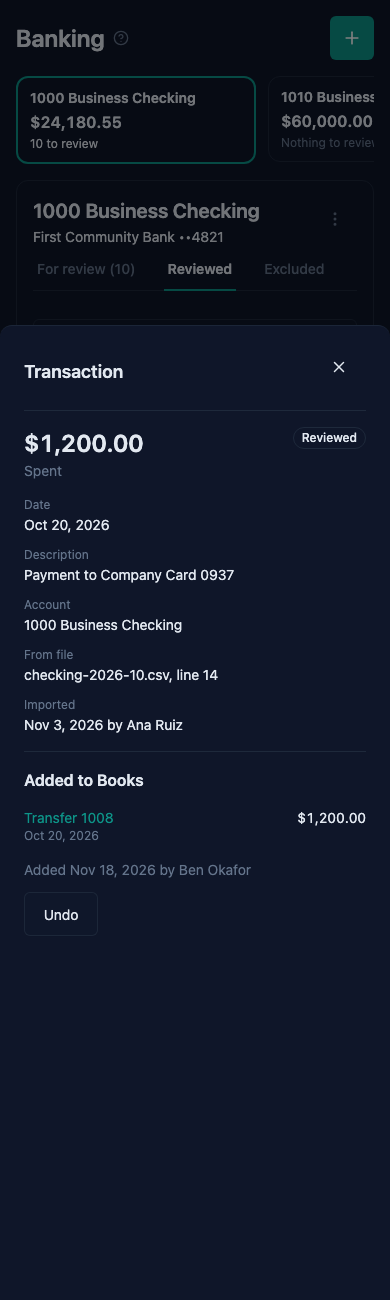 Banking
1000 Business Checking
$24,180.55
10 to review
1010 Business
$60,000.00
Nothing to review
1000 Business Checking
First Community Bank ••4821
For review (10)
Reviewed
Excluded
Transaction
$1,200.00
Reviewed
Spent
Date
Oct 20, 2026
Description
Payment to Company Card 0937
Account
1000 Business Checking
From file
checking-2026-10.csv, line 14
Imported
Nov 3, 2026 by Ana Ruiz
Added to Books
Transfer 1008
$1,200.00
Oct 20, 2026
Added Nov 18, 2026 by Ben Okafor
Undo